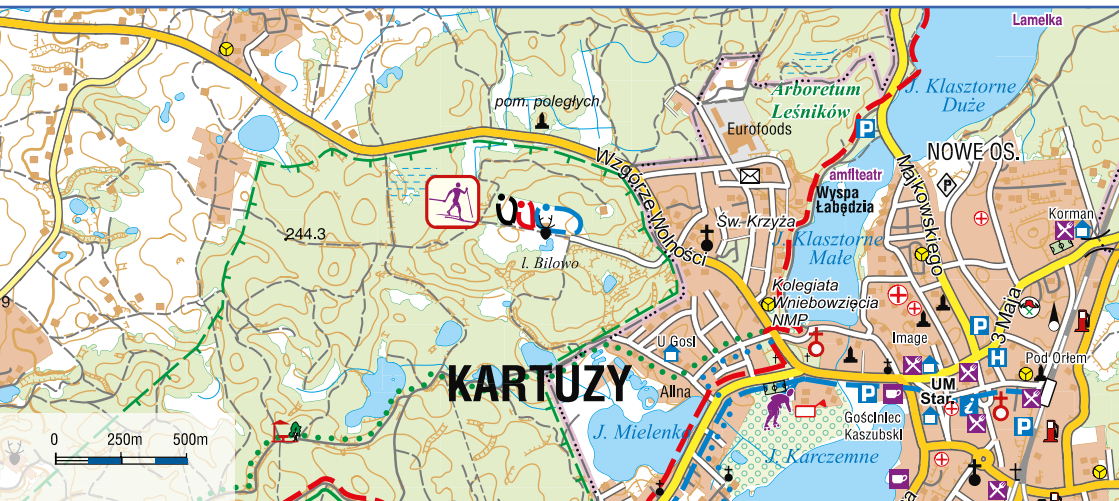 Lamelka
J. Klasztorne
Duże
Arboretum
Leśników
pom. poległych
Eurofoods
P
NOWE OS.
Wzgórze Wolności
amfiteatr
Majkowskiego
P
Wyspa
Łabędzia
Korman
Św. Krzyża
244.3
J. Klasztorne
Małe
l. Bilowo
Kolegiata
Wniebowzięcia
NMP
9
3 Maja
P
U Gosi
Image
H
Pod Orłem
KARTUZY
Alina
UM
Star.
P
Gościniec
Kaszubski
P
J. Mielenko
J. Karczemne
0 250m 500m